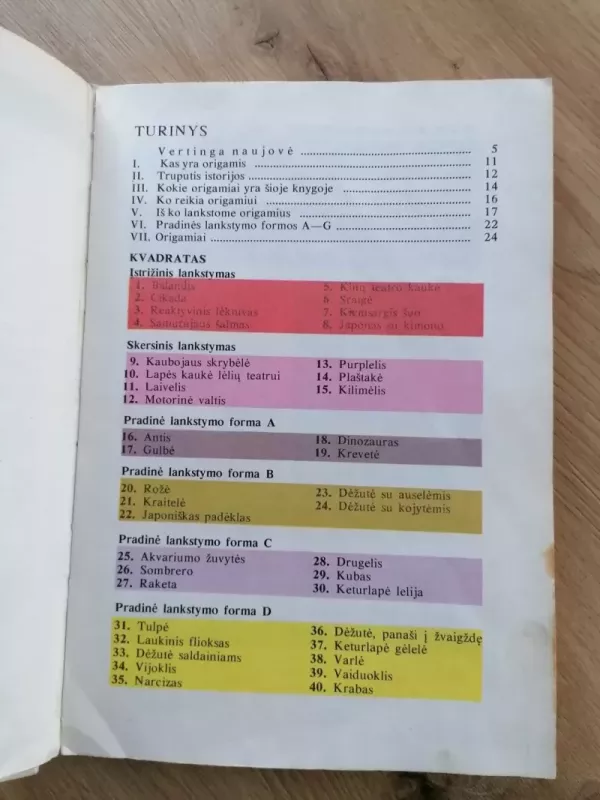 TURINYS
Vertinga naujovė 5
I. Kas yra origamis 11
II. Truputis istorijos 12
III. Kokie origamiai yra šioje knygoje 14
IV. Ko reikia origamiui 16
V. Iš ko lankstome origamius 17
VI. Pradinės lankstymo formos A—G 22
VII. Origamiai 24
KVADRATAS
Įstrižinis lankstymas
1. Balandis
2. Cikada
3. Reaktyvinis lėktuvas
4. Samurajaus šalmas
5. Kinų teatro kaukė
6. Sraigė
7. Kiemsargis šuo
8. Japonas su kimono
Skersinis lankstymas
9. Kaubojaus skrybėlė
10. Lapės kaukė lėlių teatrui
11. Laivelis
12. Motorinė valtis
13. Purplelis
14. Plaštakė
15. Kilimėlis
Pradinė lankstymo forma A
16. Antis
17. Gulbė
18. Dinozauras
19. Krevetė
Pradinė lankstymo forma B
20. Rožė
21. Kraitelė
22. Japoniškas padėklas
23. Dėžutė su auselėmis
24. Dėžutė su kojytėmis
Pradinė lankstymo forma C
25. Akvariumo žuvytės
26. Sombrero
27. Raketa
28. Drugelis
29. Kubas
30. Keturlapė lelija
Pradinė lankstymo forma D
31. Tulpė
32. Laukinis flioksas
33. Dėžutė saldainiams
34. Vijoklis
35. Narcizas
36. Dėžutė, panaši į žvaigždę
37. Keturlapė gėlelė
38. Varlė
39. Vaiduoklis
40. Krabas